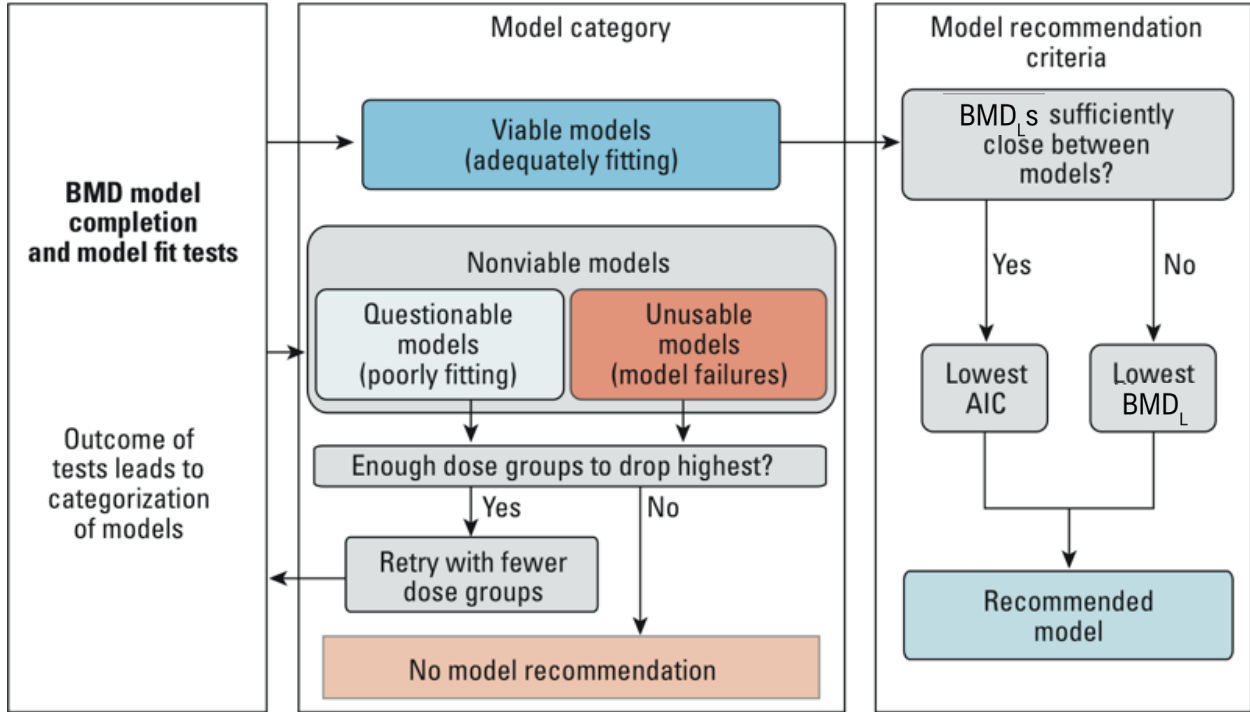 BMD model
completion
and model fit tests
Outcome of
tests leads to
categorization
of models
Model category
Viable models
(adequately fitting)
Nonviable models
Questionable
models
(poorly fitting)
Unusable
models
(model failures)
Enough dose groups to drop highest?
Yes
No
Retry with fewer
dose groups
No model recommendation
Model recommendation
criteria
BMDLs sufficiently
close between
models?
Yes
No
Lowest
AIC
Lowest
BMDL
Recommended
model